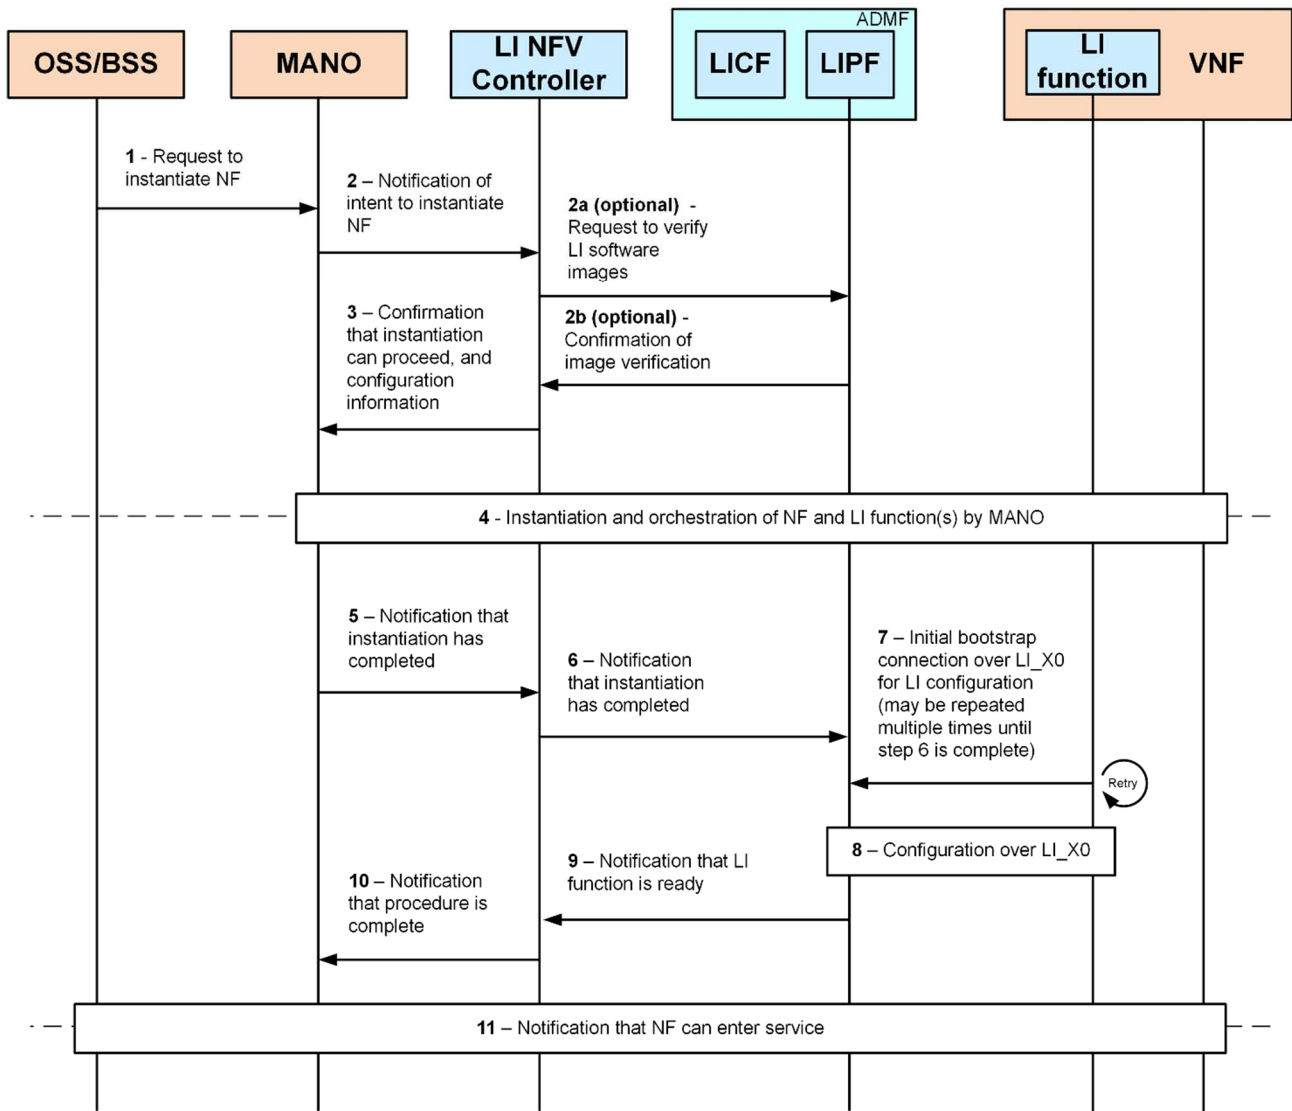 ADMF
OSS/BSS
MANO
LI NFV
Controller
LICF
LIPF
LI
function
VNF
1 - Request to
instantiate NF
2 – Notification of
intent to instantiate
NF
2a (optional) -
Request to verify
LI software
images
3 – Confirmation
that instantiation
can proceed, and
configuration
information
2b (optional) -
Confirmation of
image verification
4 - Instantiation and orchestration of NF and LI function(s) by MANO
5 – Notification that
instantiation has
completed
6 – Notification
that instantiation
has completed
7 – Initial bootstrap
connection over LI_X0
for LI configuration
(may be repeated
multiple times until
step 6 is complete)
Retry
8 – Configuration over LI_X0
9 – Notification that LI
function is ready
10 – Notification
that procedure is
complete
11 – Notification that NF can enter service